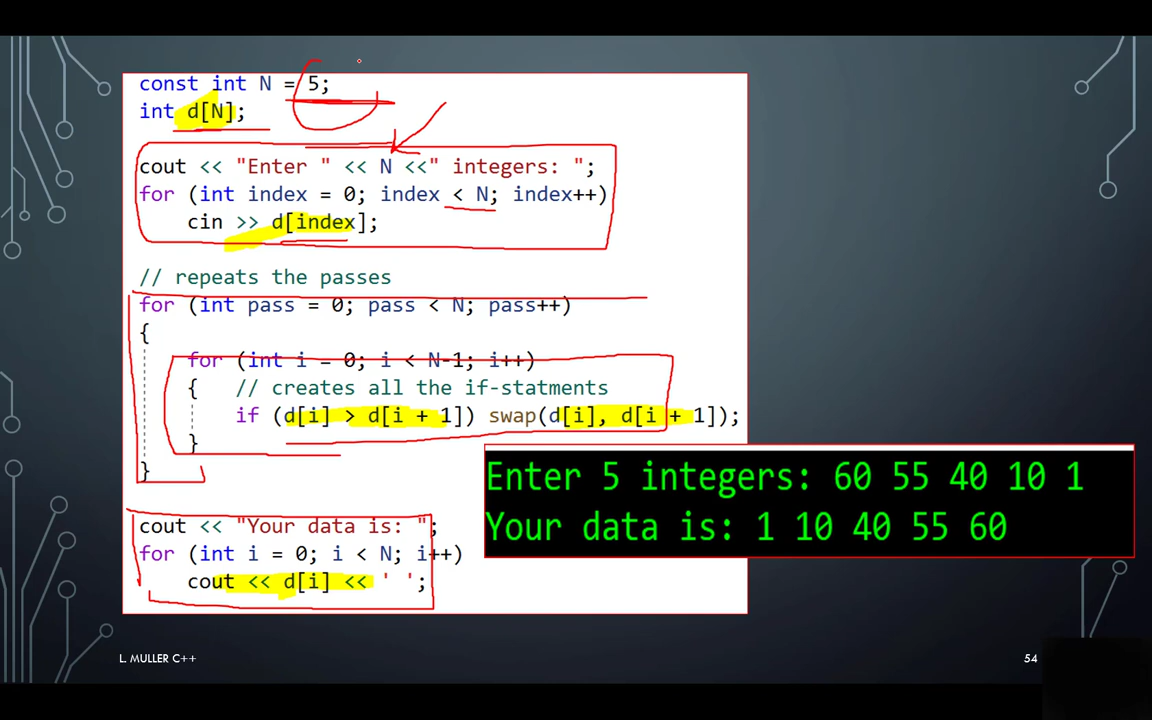 const int N = 5;
int d[N];
cout << "Enter " << N <<" integers: ";
for (int index = 0; index < N; index++)
cin >> d[index];
// repeats the passes
for (int pass = 0; pass < N; pass++)
{
for (int i = 0; i < N-1; i++)
{ // creates all the if-statments
if (d[i] > d[i + 1]) swap(d[i], d[i + 1]);
}
}
cout << "Your data is: ";
for (int i = 0; i < N; i++)
cout << d[i] << ' ';
Enter 5 integers: 60 55 40 10 1
Your data is: 1 10 40 55 60
L. MULLER C++
54